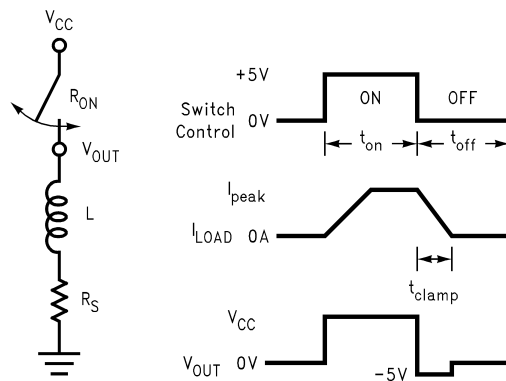 VCC
RON
VOUT
L
RS
+5V
Switch
Control
0V
ON
OFF
ton
toff
Ipeak
ILOAD 0A
tclamp
VCC
VOUT 0V
−5V